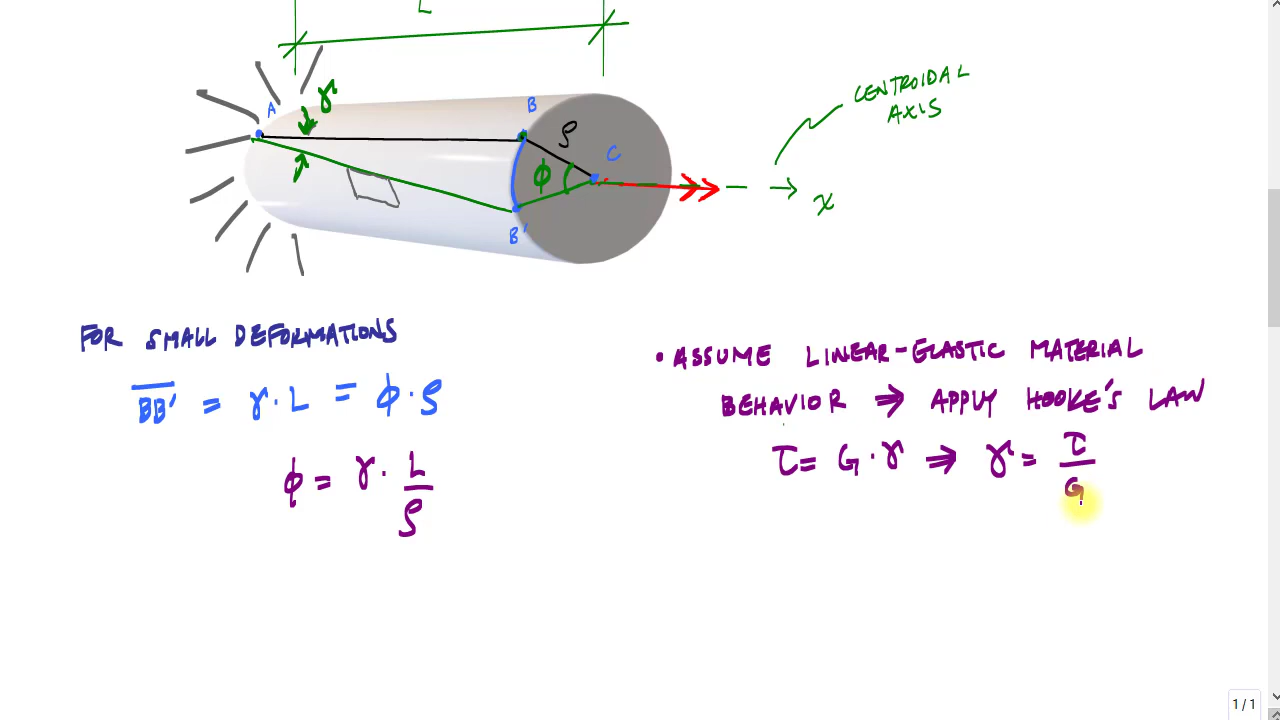 L
A
γ
B
ρ
C
φ
B'
CENTROIDAL
AXIS
x
FOR SMALL DEFORMATIONS
BB' = γ · L = φ · ρ
φ = γ · L/ρ
• ASSUME LINEAR-ELASTIC MATERIAL
BEHAVIOR ⇒ APPLY HOOKE'S LAW
τ = G · γ ⇒ γ = τ/G
1 / 1